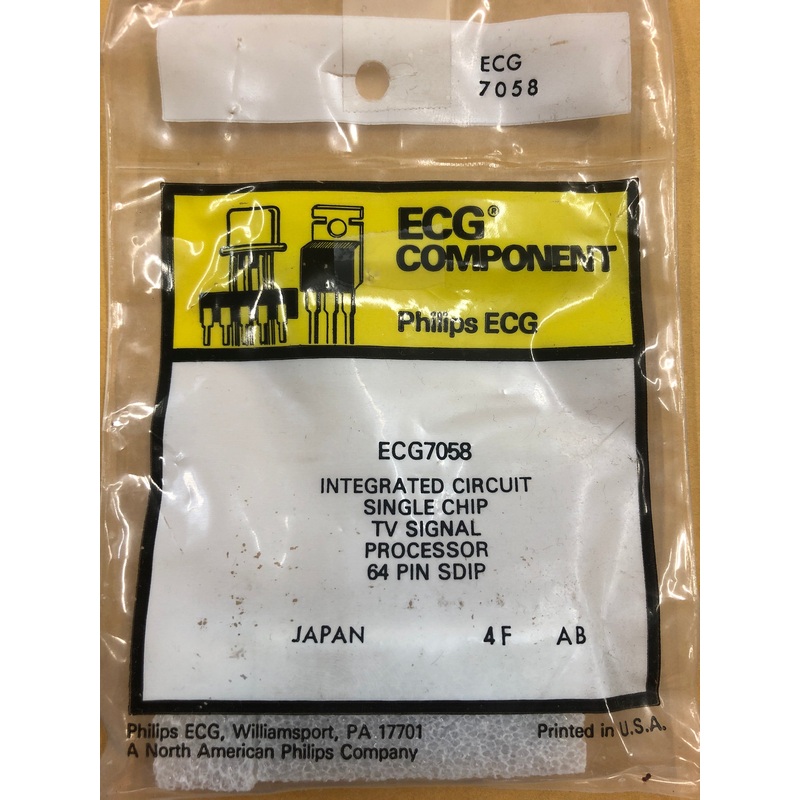 ECG
7058
ECG®
COMPONENT
Philips ECG
ECG7058
INTEGRATED CIRCUIT
SINGLE CHIP
TV SIGNAL
PROCESSOR
64 PIN SDIP
JAPAN 4F AB
Philips ECG, Williamsport, PA 17701 Printed in U.S.A.
A North American Philips Company